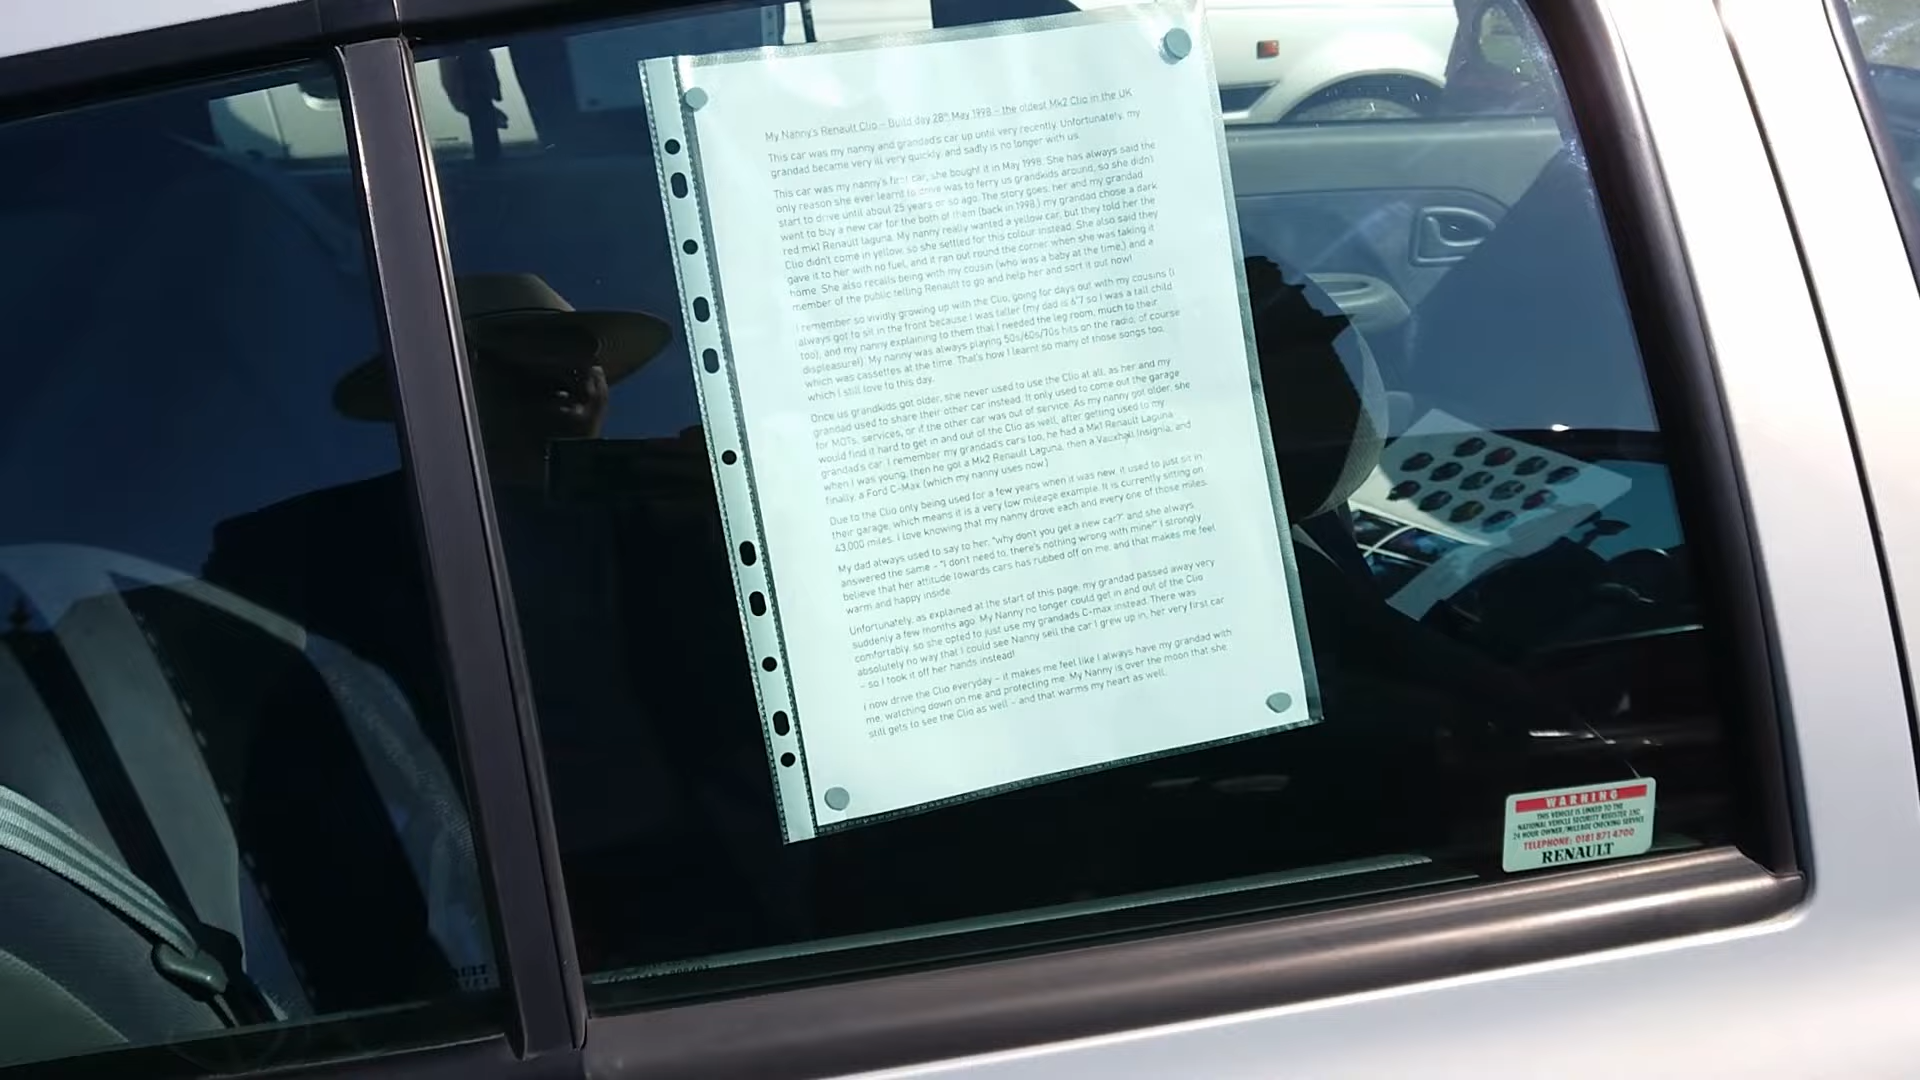 My Nanny's Renault Clio – Build day 28th May 1998 – the oldest Mk2 Clio in the UK
This car was my nanny and grandad's car up until very recently. Unfortunately, my
grandad became very ill very quickly, and sadly is no longer with us.
This car was my nanny's first car, she bought it in May 1998. She has always said the
only reason she ever learnt to drive was to ferry us grandkids around, so she didn't
start to drive until about 25 years or so ago. The story goes, her and my grandad
went to buy a new car for the both of them (back in 1998,) my grandad chose a dark
red mk1 Renault laguna. My nanny really wanted a yellow car, but they told her the
Clio didn't come in yellow, so she settled for this colour instead. She also said they
gave it to her with no fuel, and it ran out round the corner when she was taking it
home. She also recalls being with my cousin (who was a baby at the time,) and a
member of the public telling Renault to go and help her and sort it out now!
I remember so vividly growing up with the Clio, going for days out with my cousins (I
always got to sit in the front because I was taller (my dad is 6"7 so I was a tall child
too), and my nanny explaining to them that I needed the leg room, much to their
displeasure!). My nanny was always playing 50s/60s/70s hits on the radio, of course
which was cassettes at the time. That's how I learnt so many of those songs too,
which I still love to this day.
Once us grandkids got older, she never used to use the Clio at all, as her and my
grandad used to share their other car instead. It only used to come out the garage
for MOTs, services, or if the other car was out of service. As my nanny got older, she
would find it hard to get in and out of the Clio as well, after getting used to my
grandad's car. I remember my grandad's cars too, he had a Mk1 Renault Laguna
when I was young, then he got a Mk2 Renault Laguna, then a Vauxhall Insignia, and
finally, a Ford C-Max (which my nanny uses now.)
Due to the Clio only being used for a few years when it was new, it used to just sit in
their garage, which means it is a very low mileage example. It is currently sitting on
43,000 miles. I love knowing that my nanny drove each and every one of those miles.
My dad always used to say to her, "why don't you get a new car?", and she always
answered the same – "I don't need to, there's nothing wrong with mine!" I strongly
believe that her attitude towards cars has rubbed off on me, and that makes me feel
warm and happy inside.
Unfortunately, as explained at the start of this page, my grandad passed away very
suddenly a few months ago. My Nanny no longer could get in and out of the Clio
comfortably, so she opted to just use my grandads C-max instead. There was
absolutely no way that I could see Nanny sell the car I grew up in, her very first car
– so I took it off her hands instead!
I now drive the Clio everyday – it makes me feel like I always have my grandad with
me, watching down on me and protecting me. My Nanny is over the moon that she
still gets to see the Clio as well – and that warms my heart as well.
WARNING
THIS VEHICLE IS LINKED TO THE
NATIONAL VEHICLE SECURITY REGISTER INC
24 HOUR OWNER/MILEAGE CHECKING SERVICE
TELEPHONE: 0181 871 4700
RENAULT